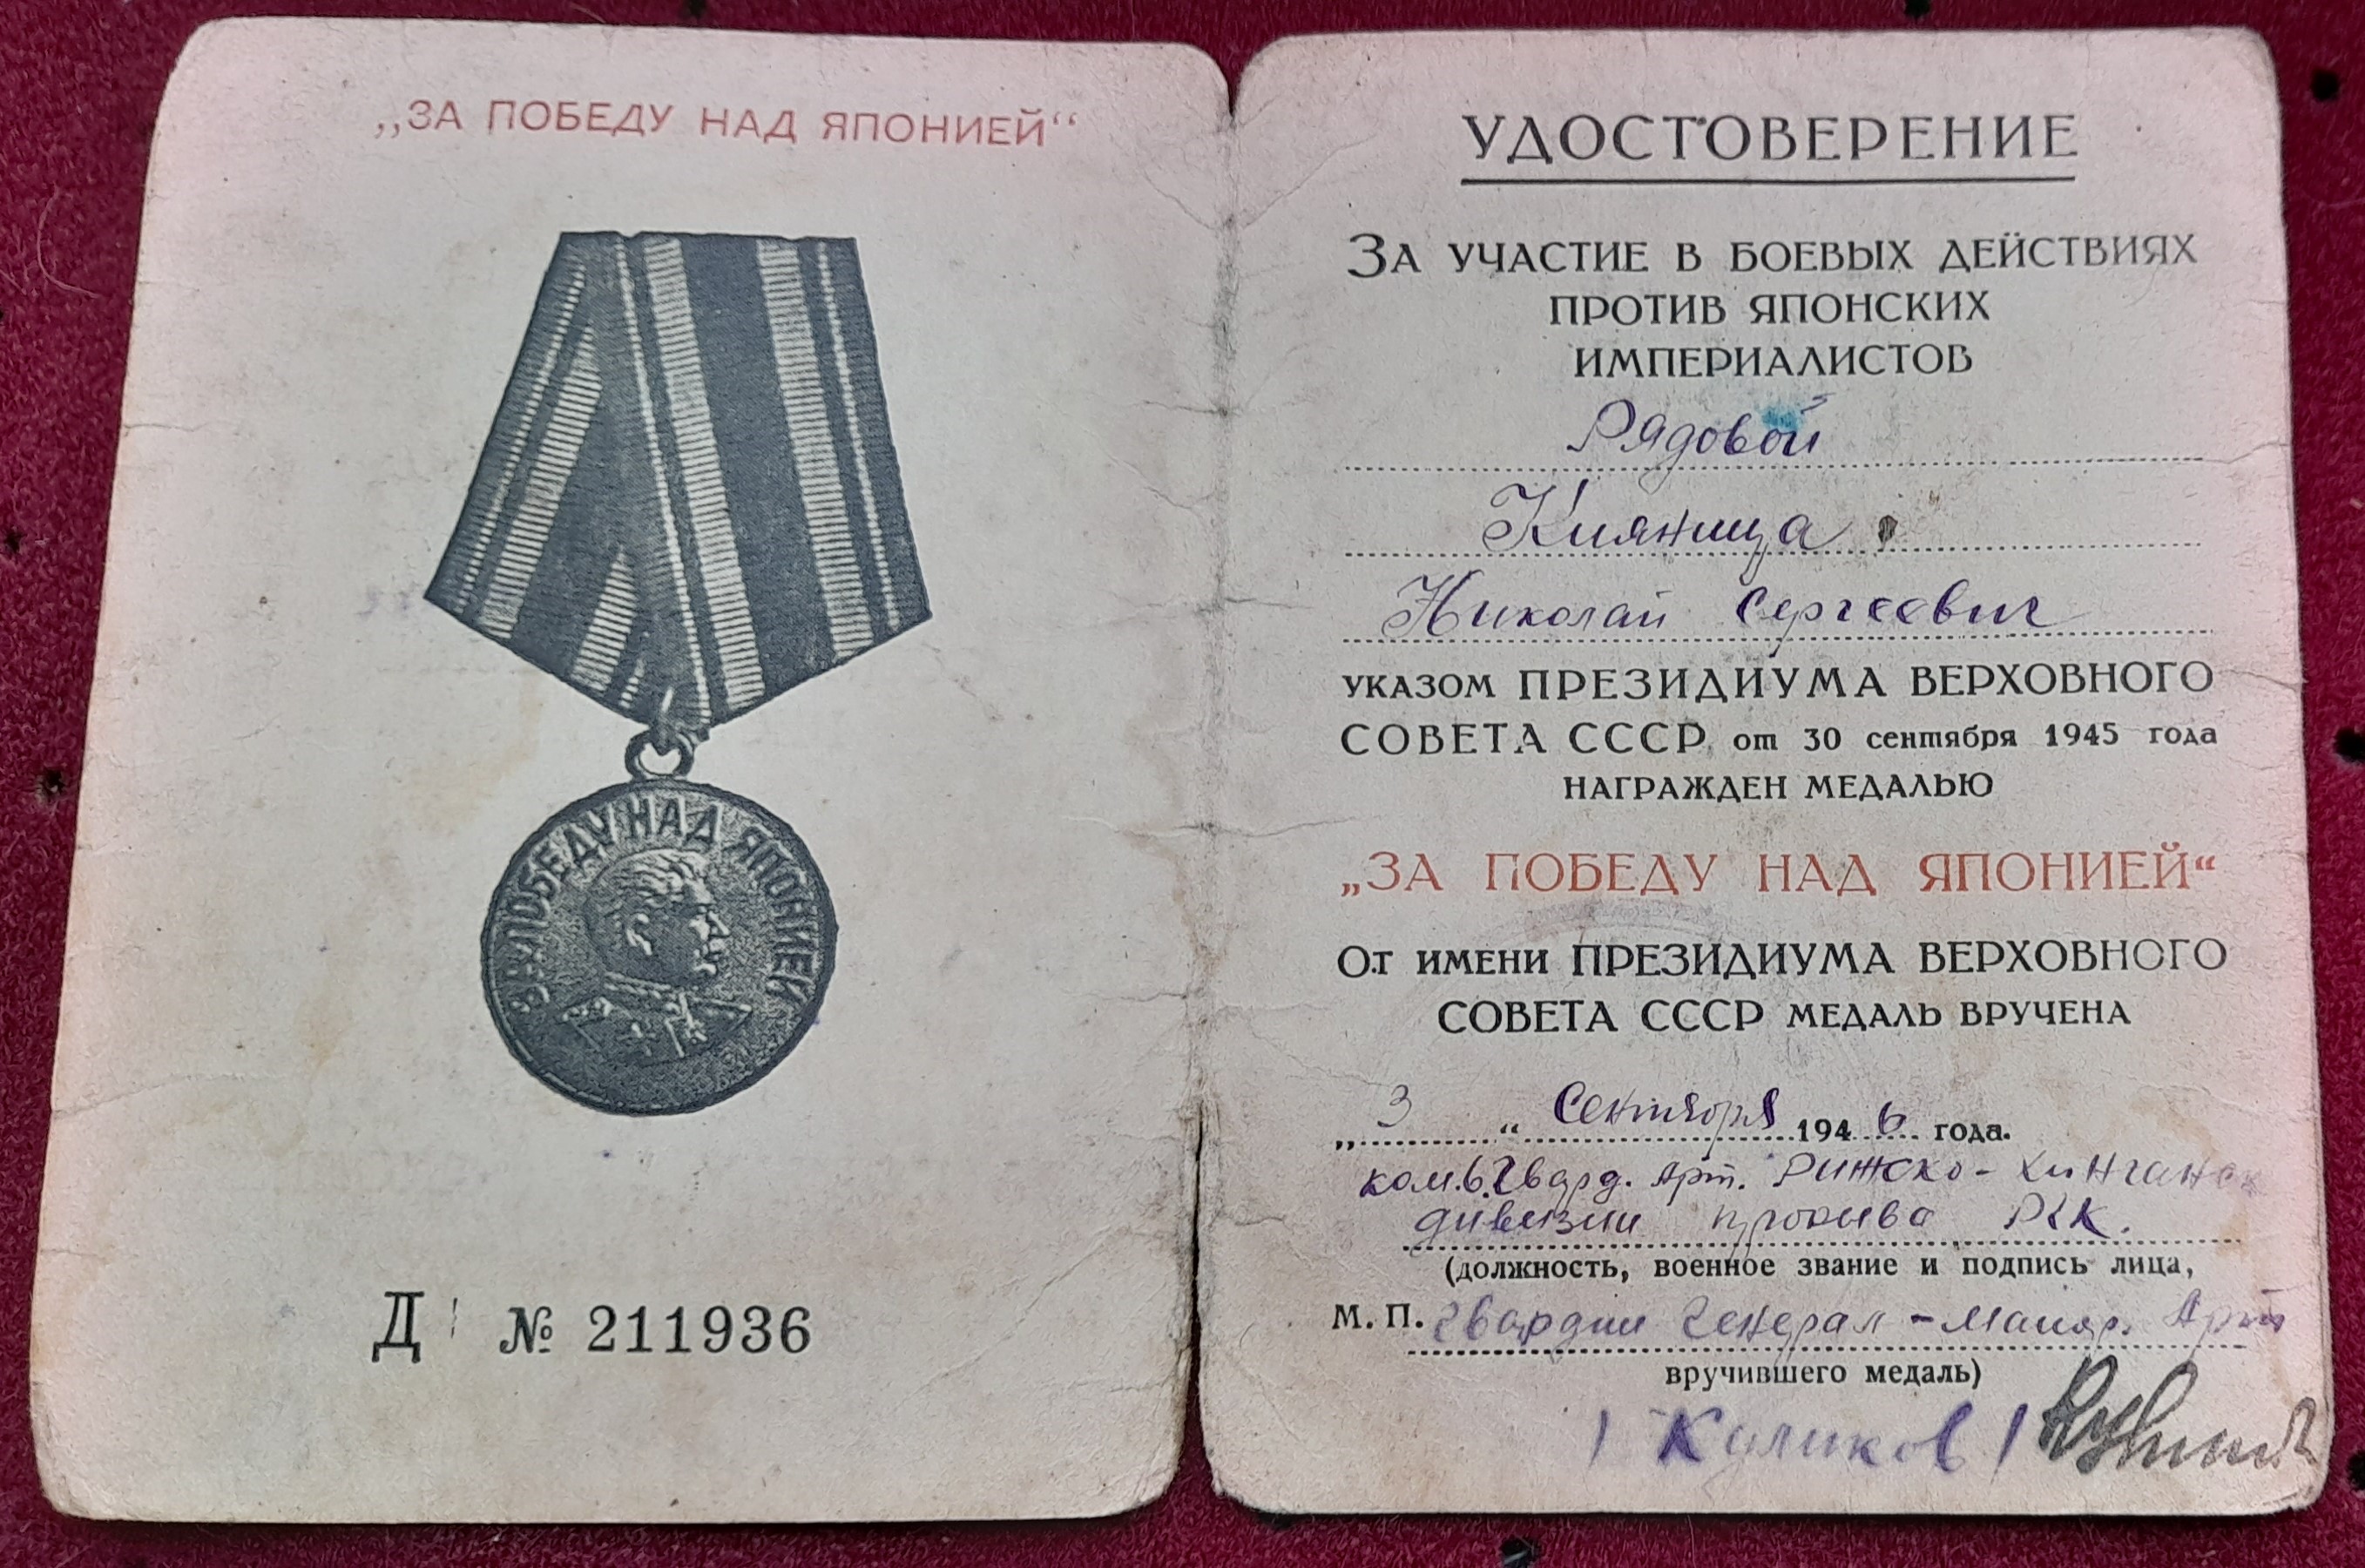 „ЗА ПОБЕДУ НАД ЯПОНИЕЙ“
ЗА ПОБЕДУ НАД ЯПОНИЕЙ
Д № 211936
УДОСТОВЕРЕНИЕ
ЗА УЧАСТИЕ В БОЕВЫХ ДЕЙСТВИЯХ
ПРОТИВ ЯПОНСКИХ
ИМПЕРИАЛИСТОВ
Рядовой
Кияница
Николай Сергеевич
УКАЗОМ ПРЕЗИДИУМА ВЕРХОВНОГО
СОВЕТА СССР от 30 сентября 1945 года
НАГРАЖДЕН МЕДАЛЬЮ
„ЗА ПОБЕДУ НАД ЯПОНИЕЙ“
ОТ ИМЕНИ ПРЕЗИДИУМА ВЕРХОВНОГО
СОВЕТА СССР МЕДАЛЬ ВРУЧЕНА
„3“ Сентября 1946 года.
ком. 6. гвард. Арт. Рижско-Хинганск
дивизии прорыва РГК.
(должность, военное звание и подпись лица,
М. П. гвардии Генерал-Маиор. Арт
вручившего медаль)
(Куликов)